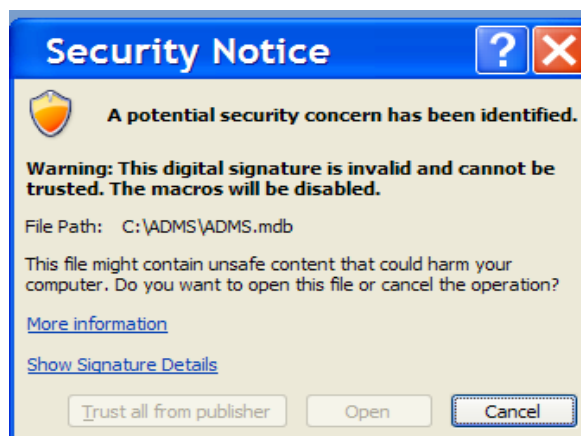 Security Notice
A potential security concern has been identified.
Warning: This digital signature is invalid and cannot be
trusted. The macros will be disabled.
File Path: C:\ADMS\ADMS.mdb
This file might contain unsafe content that could harm your
computer. Do you want to open this file or cancel the operation?
More information
Show Signature Details
Trust all from publisher Open Cancel